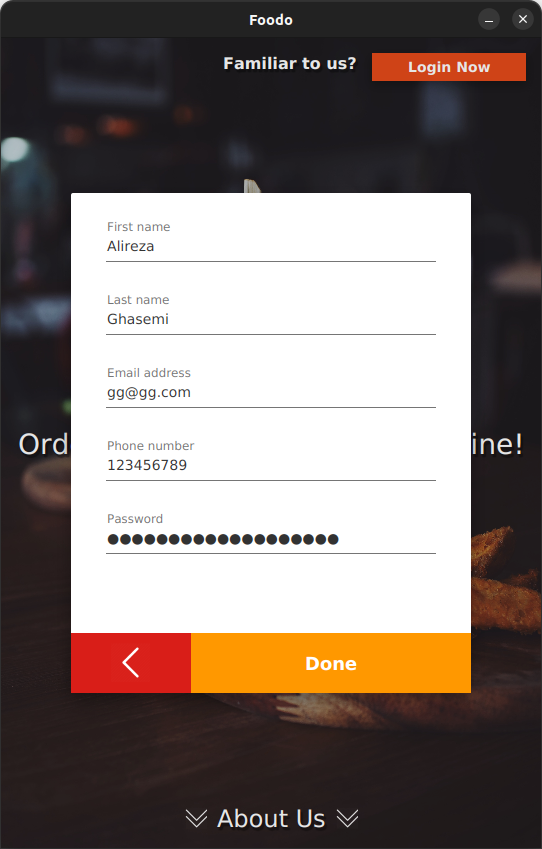 Foodo
Familiar to us?
Login Now
First name
Alireza
Last name
Ghasemi
Ord
ine!
Email address
gg@gg.com
Phone number
123456789
Password
●●●●●●●●●●●●●●●●●●●
Done
About Us